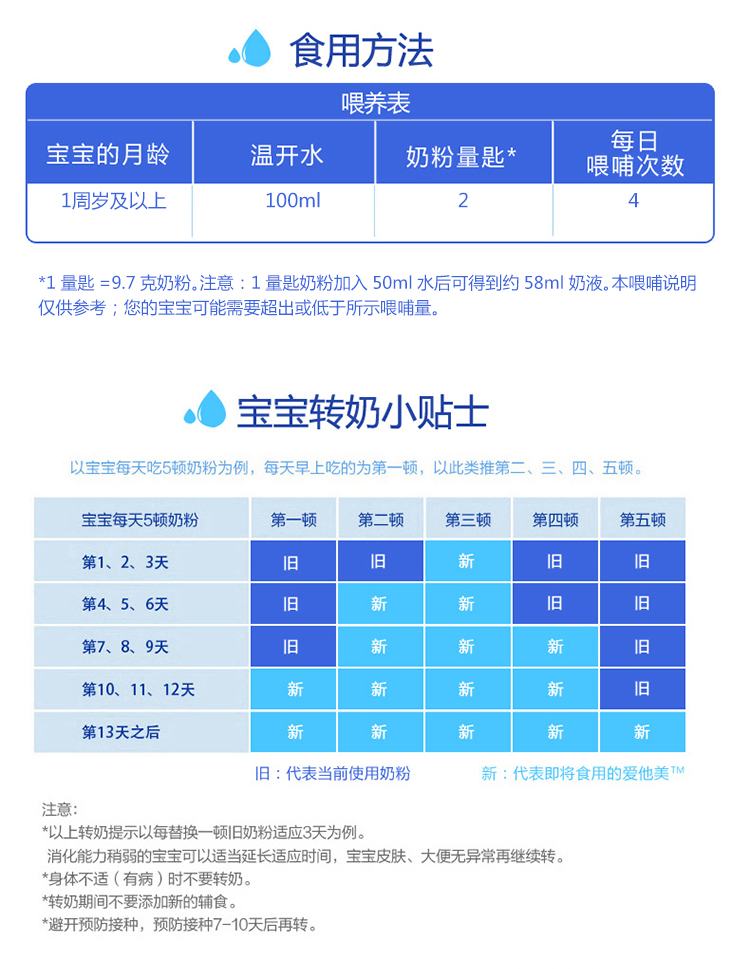 食用方法
喂养表
宝宝的月龄 温开水 奶粉量匙* 每日喂哺次数
1周岁及以上 100ml 2 4
*1 量匙 =9.7 克奶粉。注意：1 量匙奶粉加入 50ml 水后可得到约 58ml 奶液。本喂哺说明
仅供参考；您的宝宝可能需要超出或低于所示喂哺量。
宝宝转奶小贴士
以宝宝每天吃5顿奶粉为例，每天早上吃的为第一顿，以此类推第二、三、四、五顿。
宝宝每天5顿奶粉 第一顿 第二顿 第三顿 第四顿 第五顿
第1、2、3天 旧 旧 新 旧 旧
第4、5、6天 旧 新 新 旧 旧
第7、8、9天 旧 新 新 新 旧
第10、11、12天 新 新 新 新 旧
第13天之后 新 新 新 新 新
旧：代表当前使用奶粉 新：代表即将食用的爱他美™
注意：
*以上转奶提示以每替换一顿旧奶粉适应3天为例。
消化能力稍弱的宝宝可以适当延长适应时间，宝宝皮肤、大便无异常再继续转。
*身体不适（有病）时不要转奶。
*转奶期间不要添加新的辅食。
*避开预防接种，预防接种7-10天后再转。